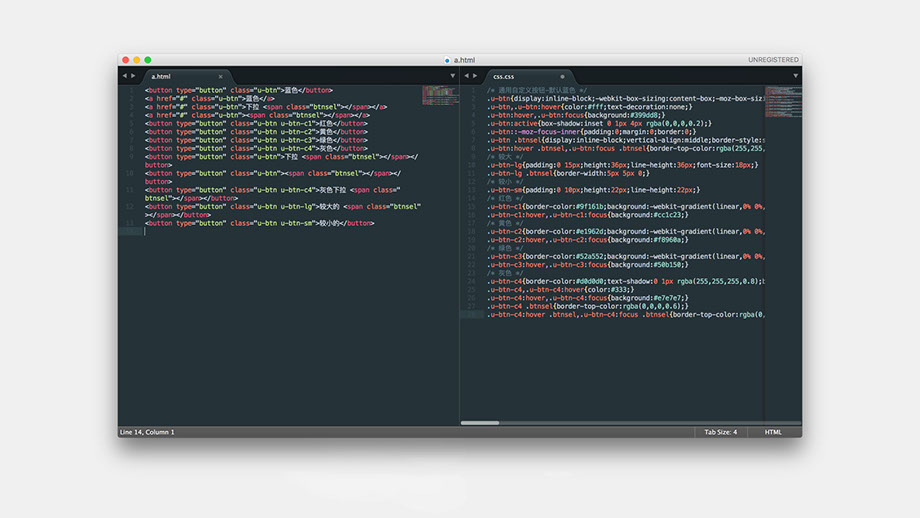 a.html
UNREGISTERED
a.html
css.css
1 <button type="button" class="u-btn">蓝色</button>
2 <a href="#" class="u-btn">蓝色</a>
3 <a href="#" class="u-btn">下拉 <span class="btnsel"></span></a>
4 <a href="#" class="u-btn"><span class="btnsel"></span></a>
5 <button type="button" class="u-btn u-btn-c1">红色</button>
6 <button type="button" class="u-btn u-btn-c2">黄色</button>
7 <button type="button" class="u-btn u-btn-c3">绿色</button>
8 <button type="button" class="u-btn u-btn-c4">灰色</button>
9 <button type="button" class="u-btn">下拉 <span class="btnsel"></span></
button>
10 <button type="button" class="u-btn"><span class="btnsel"></span></
button>
11 <button type="button" class="u-btn u-btn-c4">灰色下拉 <span class="
btnsel"></span></button>
12 <button type="button" class="u-btn u-btn-lg">较大的 <span class="btnsel"
></span></button>
13 <button type="button" class="u-btn u-btn-sm">较小的</button>
14
1 /* 通用自定义按钮-默认蓝色 */
2 .u-btn{display:inline-block;-webkit-box-sizing:content-box;-moz-box-sizi
3 .u-btn,.u-btn:hover{color:#fff;text-decoration:none;}
4 .u-btn:hover,.u-btn:focus{background:#399dd8;}
5 .u-btn:active{box-shadow:inset 0 1px 4px rgba(0,0,0,0.2);}
6 .u-btn::-moz-focus-inner{padding:0;margin:0;border:0;}
7 .u-btn .btnsel{display:inline-block;vertical-align:middle;border-style:s
8 .u-btn:hover .btnsel,.u-btn:focus .btnsel{border-top-color:rgb(255,255,
9 /* 较大 */
10 .u-btn-lg{padding:0 15px;height:36px;line-height:36px;font-size:18px;}
11 .u-btn-lg .btnsel{border-width:5px 5px 0;}
12 /* 较小 */
13 .u-btn-sm{padding:0 10px;height:22px;line-height:22px;}
14 /* 红色 */
15 .u-btn-c1{border-color:#9f161b;background:-webkit-gradient(linear,0% 0%,
16 .u-btn-c1:hover,.u-btn-c1:focus{background:#cc1c23;}
17 /* 黄色 */
18 .u-btn-c2{border-color:#e1962d;background:-webkit-gradient(linear,0% 0%,
19 .u-btn-c2:hover,.u-btn-c2:focus{background:#f8960a;}
20 /* 绿色 */
21 .u-btn-c3{border-color:#52a552;background:-webkit-gradient(linear,0% 0%,
22 .u-btn-c3:hover,.u-btn-c3:focus{background:#50b150;}
23 /* 灰色 */
24 .u-btn-c4{border-color:#d0d0d0;text-shadow:0 1px rgba(255,255,255,0.8);b
25 .u-btn-c4,.u-btn-c4:hover{color:#333;}
26 .u-btn-c4:hover,.u-btn-c4:focus{background:#e7e7e7;}
27 .u-btn-c4 .btnsel{border-top-color:rgb(0,0,0,0.6);}
28 .u-btn-c4:hover .btnsel,.u-btn-c4:focus .btnsel{border-top-color:rgb(0,
Line 14, Column 1
Tab Size: 4
HTML